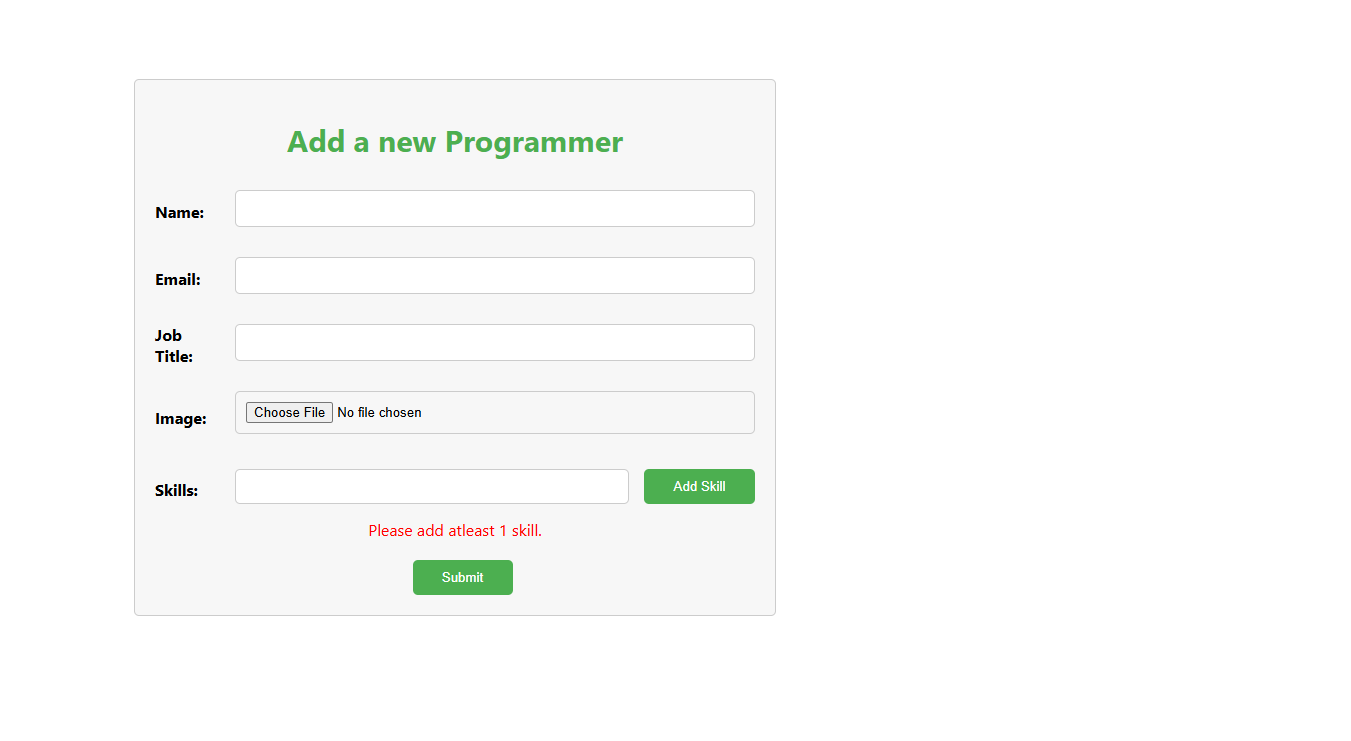 Add a new Programmer
Name:
Email:
Job
Title:
Image:
Choose File No file chosen
Skills:
Add Skill
Please add atleast 1 skill.
Submit